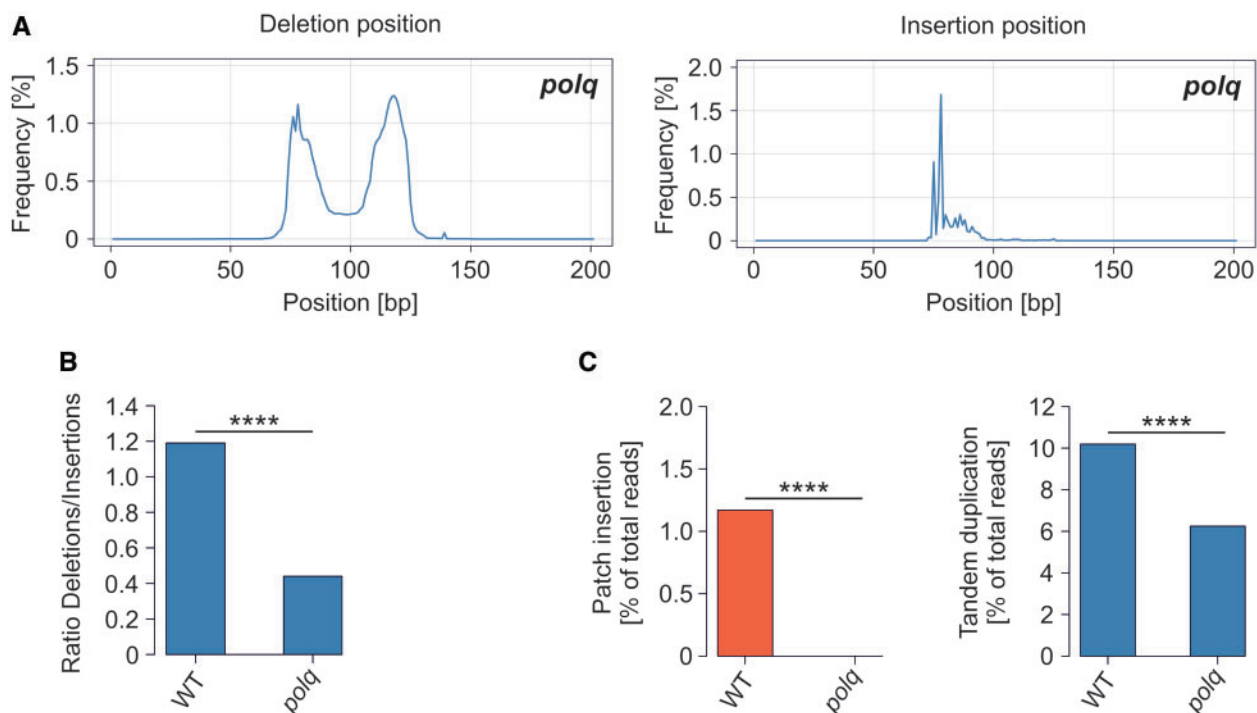 A
Deletion position
Frequency [%]
1.5
1.0
0.5
0
polq
0
50
100
150
200
Position [bp]
Insertion position
Frequency [%]
2.0
1.5
1.0
0.5
0
polq
0
50
100
150
200
Position [bp]
B
Ratio Deletions/Insertions
1.4
1.2
1.0
0.8
0.6
0.4
0.2
0
****
WT
polq
C
Patch insertion
[% of total reads]
2.0
1.5
1.0
0.5
0
****
WT
polq
Tandem duplication
[% of total reads]
12
10
8
6
4
2
0
****
WT
polq